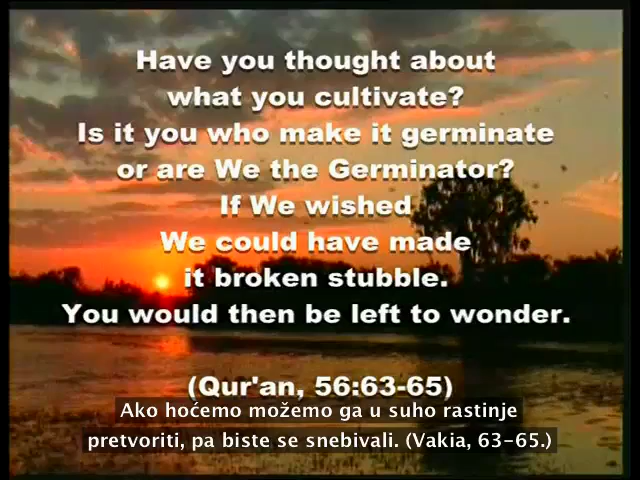 Have you thought about
what you cultivate?
Is it you who make it germinate
or are We the Germinator?
If We wished
We could have made
it broken stubble.
You would then be left to wonder.
(Qur'an, 56:63-65)
Ako hoćemo možemo ga u suho rastinje
pretvoriti, pa biste se snebivali. (Vakia, 63-65.)